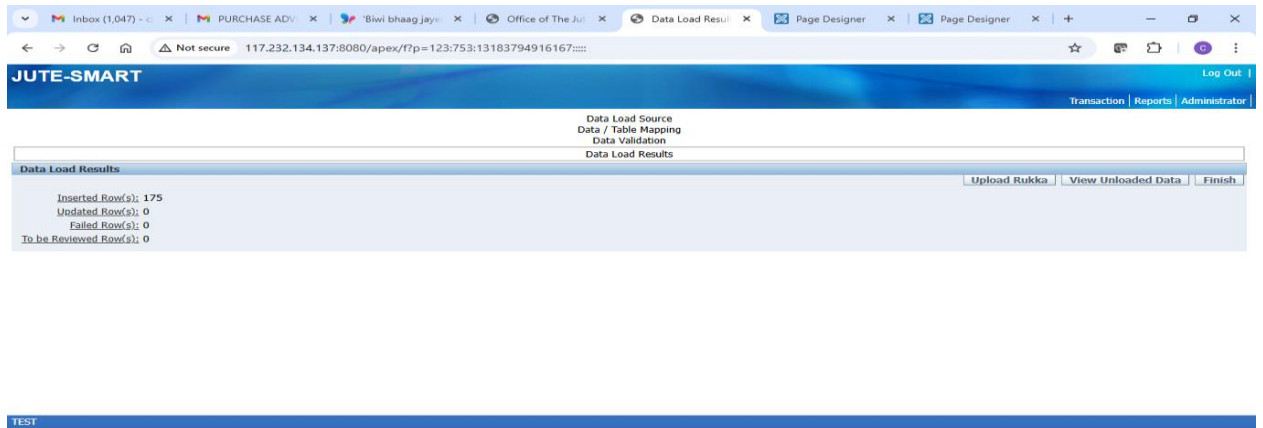 Inbox (1,047) - c
PURCHASE ADV
'Biwi bhaag jaye
Office of The Jut
Data Load Resul
Page Designer
Page Designer
Not secure 117.232.134.137:8080/apex/f?p=123:753:13183794916167:::::
C
JUTE-SMART
Log Out |
Transaction | Reports | Administrator |
Data Load Source
Data / Table Mapping
Data Validation
Data Load Results
Data Load Results
Upload Rukka View Unloaded Data Finish
Inserted Row(s): 175
Updated Row(s): 0
Failed Row(s): 0
To be Reviewed Row(s): 0
TEST